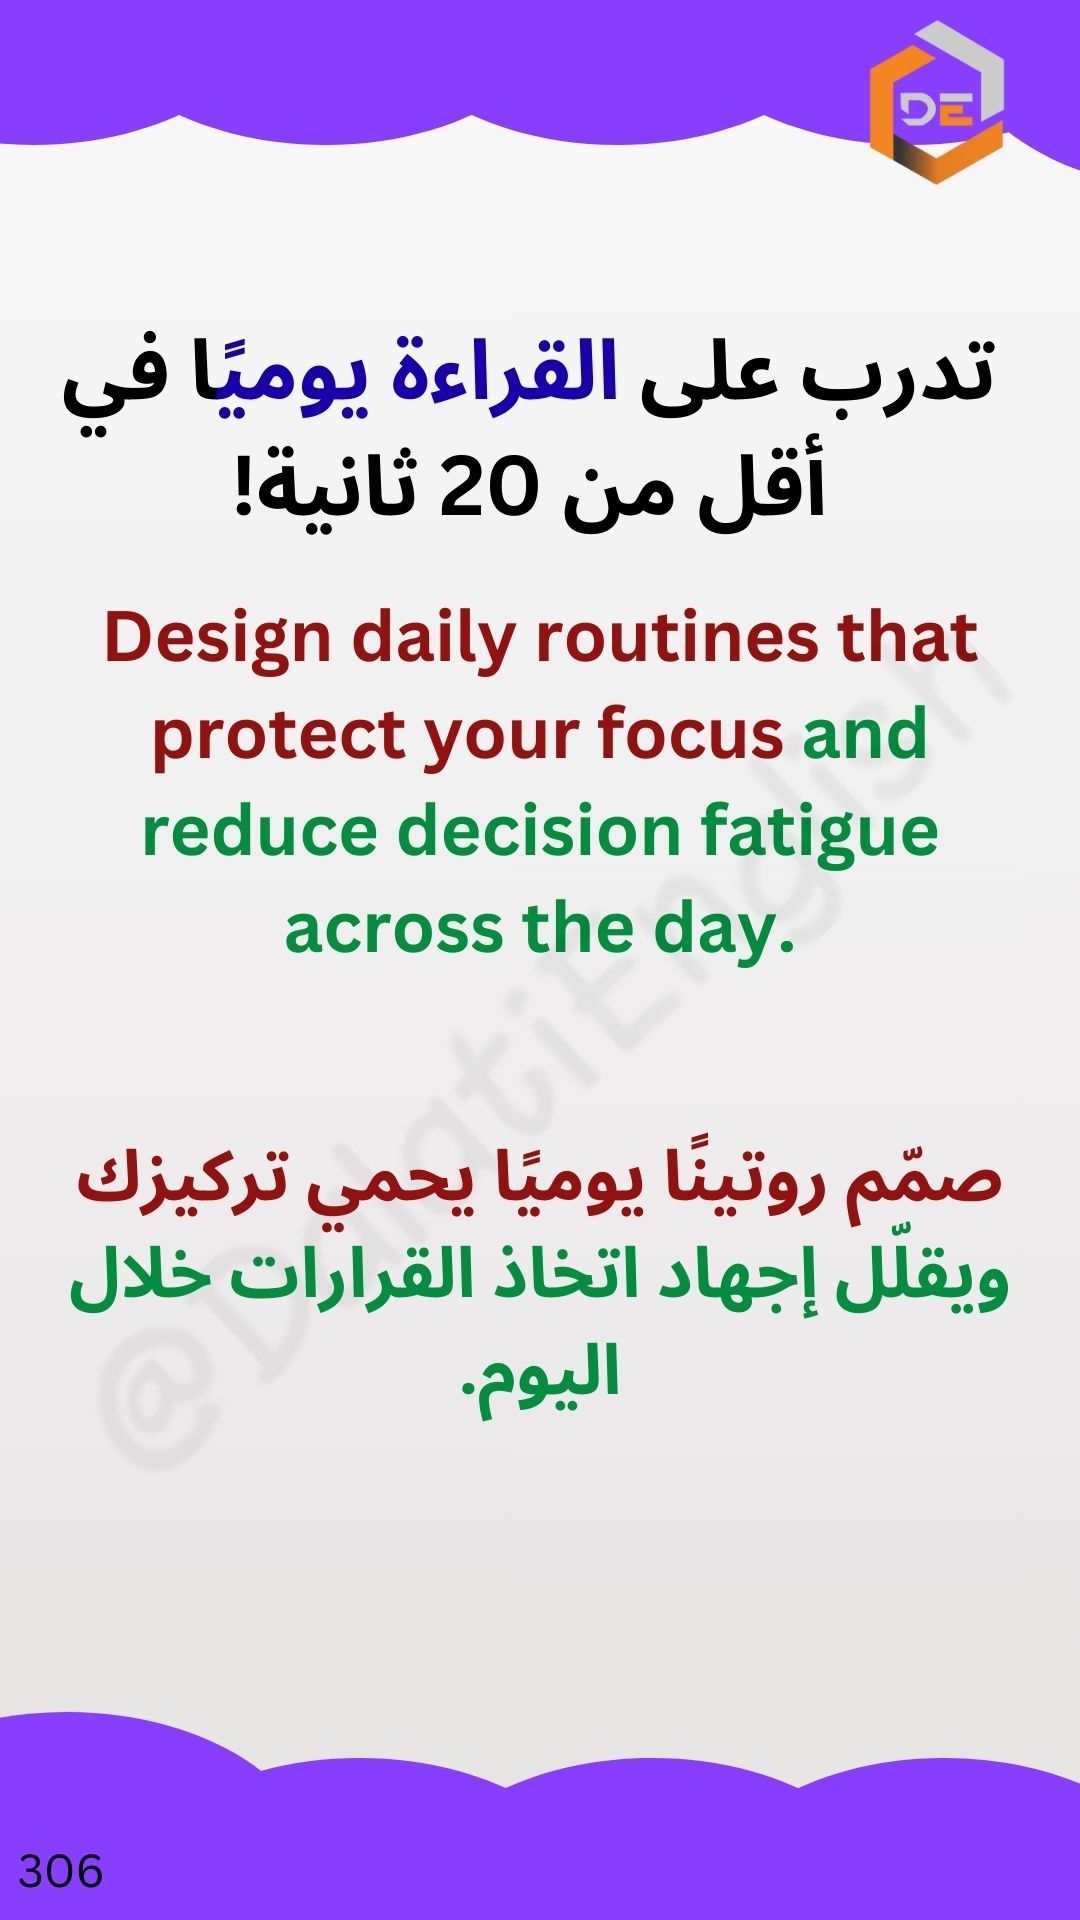 DE
تدرب على القراءة يوميًا في
أقل من 20 ثانية!
Design daily routines that
protect your focus and
reduce decision fatigue
across the day.
صمّم روتينًا يوميًا يحمي تركيزك
ويقلّل إجهاد اتخاذ القرارات خلال
اليوم.
@DalatiEnglish
306